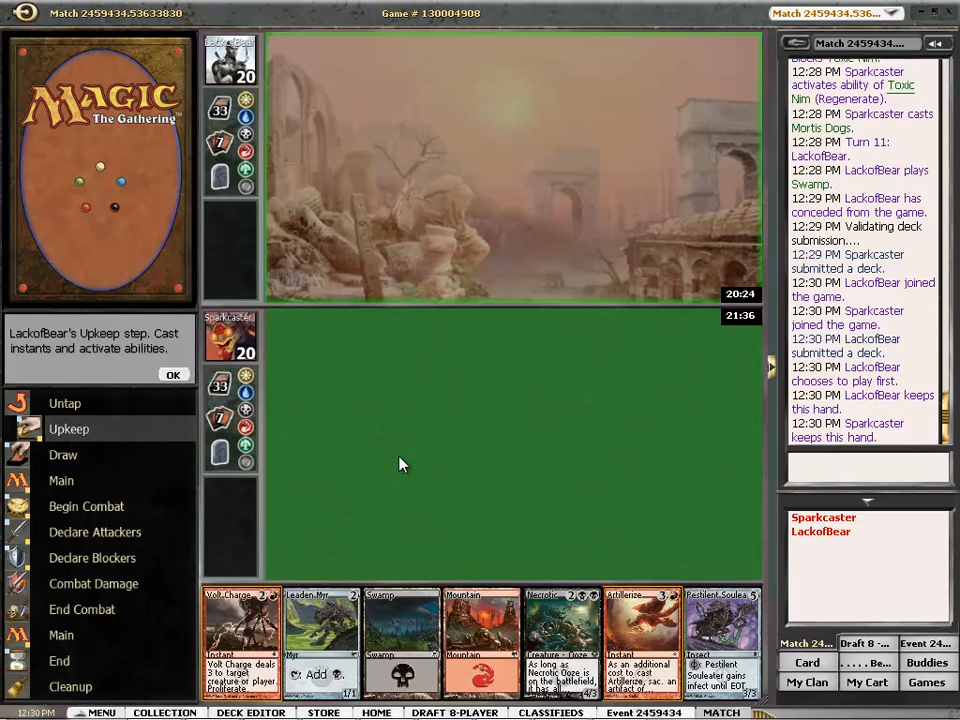 Match 2459434.53633830
Game # 130004908
Match 2459434.536...
MAGIC
The Gathering
LackofBear's Upkeep step. Cast
instants and activate abilities.
OK
Untap
Upkeep
Draw
Main
Begin Combat
Declare Attackers
Declare Blockers
Combat Damage
End Combat
Main
End
Cleanup
LackofBear
20
33
7
20:24
Sparkcaster
20
33
7
21:36
Volt Charge 2
Instant
Volt Charge deals
3 to target
creature or player.
Proliferate.
Leaden Myr 2
Myr
: Add .
1/1
Swamp
Swamp
Mountain
Mountain
Necrotic 2
Creature - Ooze
As long as
Necrotic Ooze is
on the battlefield,
it has all
4/3
Artillerize 3
Instant
As an additional
cost to cast
Artillerize, sac. an
artifact or
Pestilent Soulea 5
Insect
: Pestilent
Souleater gains
infect until EOT
3/3
Match 2459434....
blocks Toxic Nim.
12:28 PM Sparkcaster
activates ability of Toxic
Nim (Regenerate).
12:28 PM Sparkcaster casts
Mortis Dogs.
12:28 PM Turn 11:
LackofBear.
12:28 PM LackofBear plays
Swamp.
12:29 PM LackofBear has
conceded from the game.
12:29 PM Validating deck
submission....
12:29 PM Sparkcaster
submitted a deck.
12:30 PM LackofBear joined
the game.
12:30 PM Sparkcaster
joined the game.
12:30 PM LackofBear
submitted a deck.
12:30 PM LackofBear
chooses to play first.
12:30 PM LackofBear keeps
this hand.
12:30 PM Sparkcaster
keeps this hand.
Sparkcaster
LackofBear
Match 24... Draft 8 -... Event 24...
Card . . . . . Be... Buddies
My Clan My Cart Games
12:30 PM MENU COLLECTION DECK EDITOR STORE HOME DRAFT 8-PLAYER CLASSIFIEDS Event 2459434 MATCH